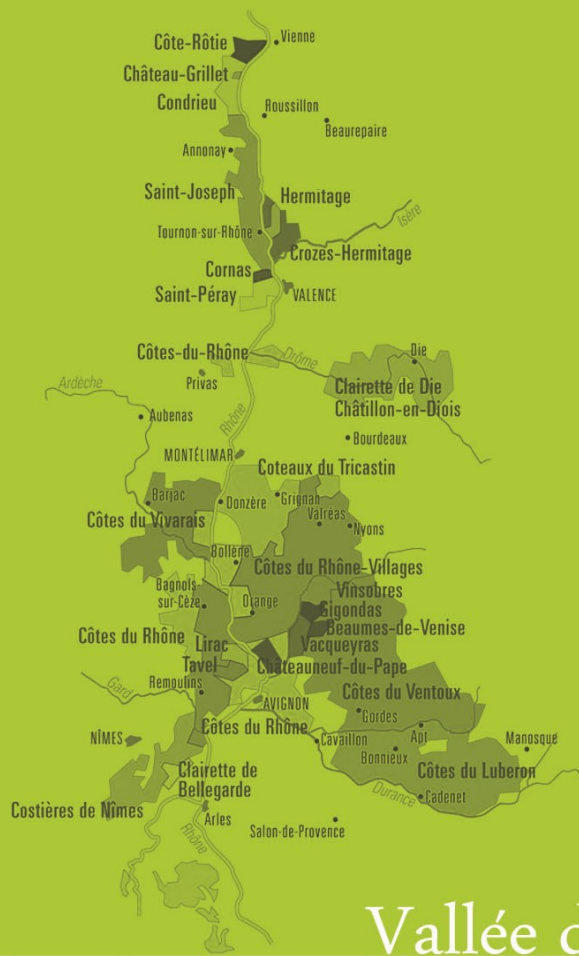 Côte-Rôtie
Vienne
Château-Grillet
Condrieu
Roussillon
Beaurepaire
Annonay
Saint-Joseph
Hermitage
Isère
Tournon-sur-Rhône
Crozes-Hermitage
Cornas
Saint-Péray
VALENCE
Côtes-du-Rhône
Drôme
Die
Privas
Clairette de Die
Châtillon-en-Diois
Ardèche
Aubenas
Rhône
Bourdeaux
MONTÉLIMAR
Coteaux du Tricastin
Barjac
Donzère
Grignan
Côtes du Vivarais
Valréas
Nyons
Bollène
Côtes du Rhône-Villages
Bagnols-
sur-Cèze
Vinsobres
Gigondas
Orange
Beaumes-de-Venise
Côtes du Rhône
Lirac
Vacqueyras
Tavel
Châteauneuf-du-Pape
Gard
Remoulins
AVIGNON
Côtes du Ventoux
Gordes
Côtes du Rhône
NÎMES
Cavaillon
Apt
Manosque
Bonnieux
Côtes du Luberon
Clairette de
Bellegarde
Durance
Cadenet
Costières de Nîmes
Arles
Rhône
Salon-de-Provence
Vallée d